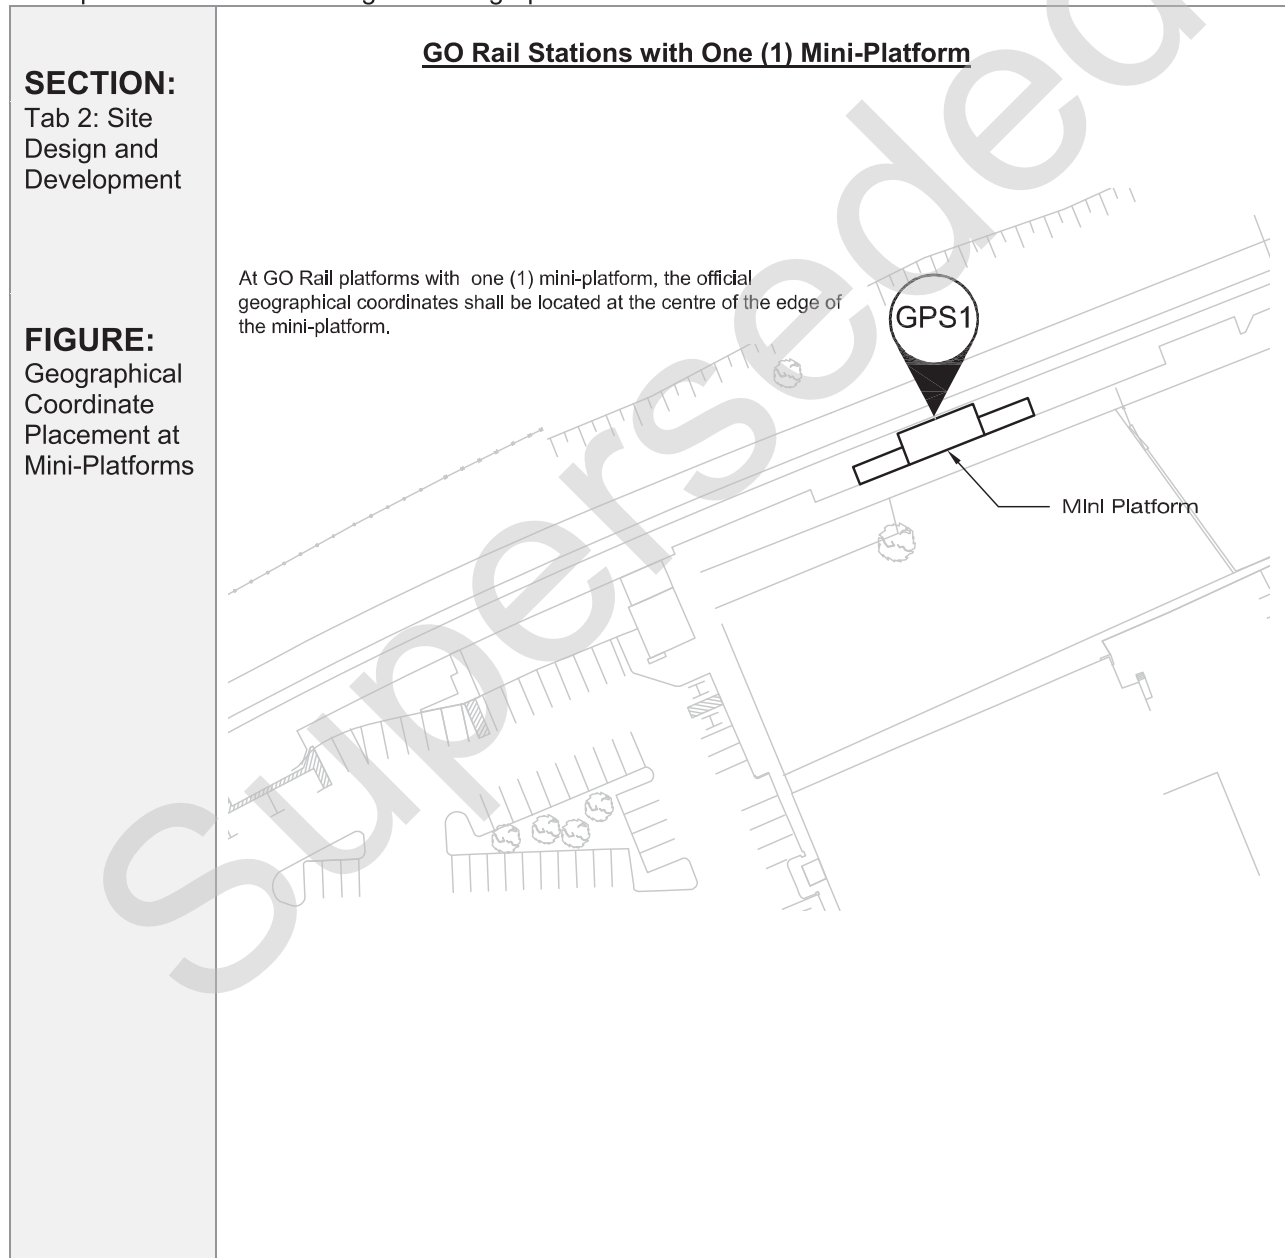 GO Rail Stations with One (1) Mini-Platform
SECTION:
Tab 2: Site
Design and
Development
At GO Rail platforms with one (1) mini-platform, the official
geographical coordinates shall be located at the centre of the edge of
the mini-platform.
FIGURE:
Geographical
Coordinate
Placement at
Mini-Platforms
GPS1
Mini Platform
Superseded